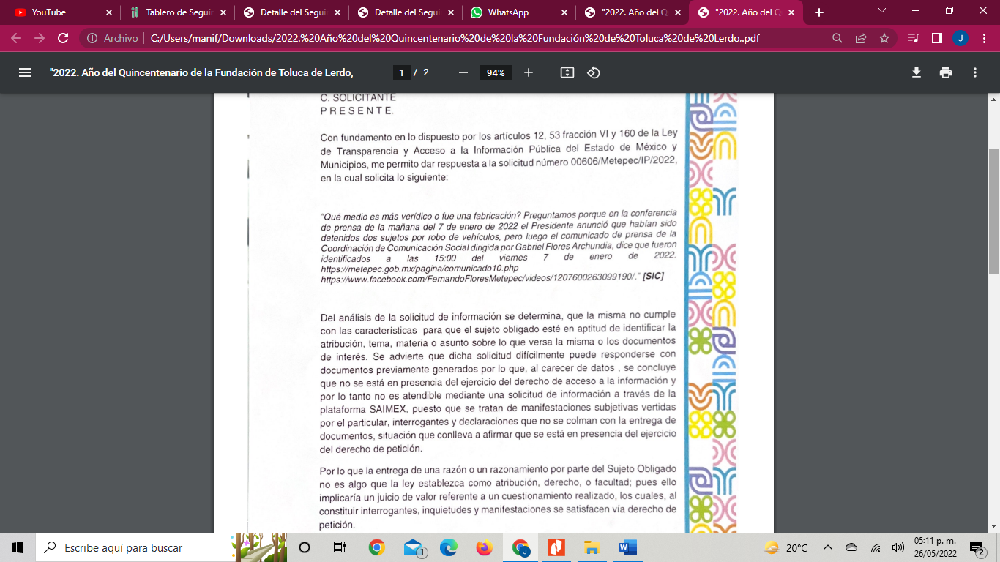 YouTube
Tablero de Seguin
Detalle del Segui
Detalle del Segui
WhatsApp
"2022. Año del Q
"2022. Año del Q
Archivo
C:/Users/manif/Downloads/2022.%20Año%20del%20Quincentenario%20de%20la%20Fundación%20de%20Toluca%20de%20Lerdo,.pdf
J
"2022. Año del Quincentenario de la Fundación de Toluca de Lerdo,
1 / 2
94%
C. SOLICITANTE
P R E S E N T E.
Con fundamento en lo dispuesto por los artículos 12, 53 fracción VI y 160 de la Ley
de Transparencia y Acceso a la Información Pública del Estado de México y
Municipios, me permito dar respuesta a la solicitud número 00606/Metepec/IP/2022,
en la cual solicita lo siguiente:
"Qué medio es más verídico o fue una fabricación? Preguntamos porque en la conferencia
de prensa de la mañana del 7 de enero de 2022 el Presidente anunció que habían sido
detenidos dos sujetos por robo de vehículos, pero luego el comunicado de prensa de la
Coordinación de Comunicación Social dirigida por Gabriel Flores Archundia, dice que fueron
identificados a las 15:00 del viernes 7 de enero de 2022.
https://metepec.gob.mx/pagina/comunicado10.php
https://www.facebook.com/FernandoFloresMetepec/videos/1207600263099190/." [SIC]
Del análisis de la solicitud de información se determina, que la misma no cumple
con las características para que el sujeto obligado esté en aptitud de identificar la
atribución, tema, materia o asunto sobre lo que versa la misma o los documentos
de interés. Se advierte que dicha solicitud difícilmente puede responderse con
documentos previamente generados por lo que, al carecer de datos , se concluye
que no se está en presencia del ejercicio del derecho de acceso a la información y
por lo tanto no es atendible mediante una solicitud de información a través de la
plataforma SAIMEX, puesto que se tratan de manifestaciones subjetivas vertidas
por el particular, interrogantes y declaraciones que no se colman con la entrega de
documentos, situación que conlleva a afirmar que se está en presencia del ejercicio
del derecho de petición.
Por lo que la entrega de una razón o un razonamiento por parte del Sujeto Obligado
no es algo que la ley establezca como atribución, derecho, o facultad; pues ello
implicaría un juicio de valor referente a un cuestionamiento realizado, los cuales, al
constituir interrogantes, inquietudes y manifestaciones se satisfacen vía derecho de
petición.
Escribe aquí para buscar
1
J
20°C
05:11 p. m.
26/05/2022
2